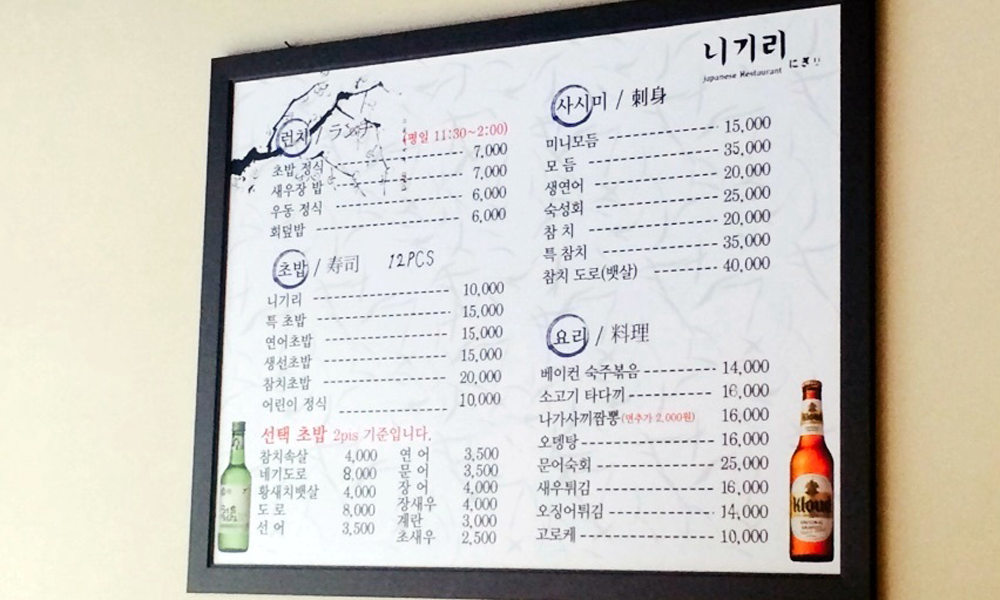 니기리
Japanese Restaurant にぎり
런치 / ランチ (평일 11:30~2:00)
초밥 정식 7,000
새우장 밥 7,000
우동 정식 6,000
회덮밥 6,000
초밥 / 寿司 12PCS
니기리 10,000
특 초밥 15,000
연어초밥 15,000
생선초밥 15,000
참치초밥 20,000
어린이 정식 10,000
선택 초밥 2pis 기준입니다.
참치속살 4,000
네기도로 8,000
황새치뱃살 4,000
도로 8,000
선어 3,500
연어 3,500
문어 3,500
장어 4,000
장새우 4,000
계란 3,000
초새우 2,500
사시미 / 刺身
미니모듬 15,000
모듬 35,000
생연어 20,000
숙성회 25,000
참치 20,000
특 참치 35,000
참치 도로(뱃살) 40,000
요리 / 料理
베이컨 숙주볶음 14,000
소고기 타다끼 16,000
나가사끼짬뽕 (면추가 2,000원) 16,000
오뎅탕 16,000
문어숙회 25,000
새우튀김 16,000
오징어튀김 14,000
고로케 10,000
Kloud